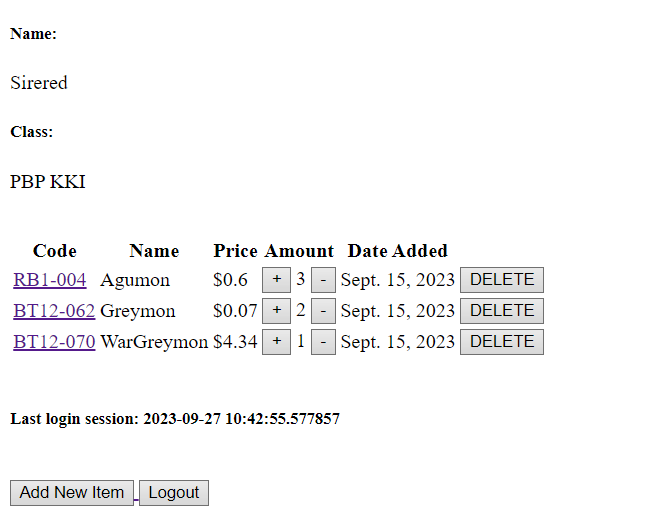 Name:
Sirered
Class:
PBP KKI
Code Name Price Amount Date Added
RB1-004 Agumon $0.6 + 3 - Sept. 15, 2023 DELETE
BT12-062 Greymon $0.07 + 2 - Sept. 15, 2023 DELETE
BT12-070 WarGreymon $4.34 + 1 - Sept. 15, 2023 DELETE
Last login session: 2023-09-27 10:42:55.577857
Add New Item Logout